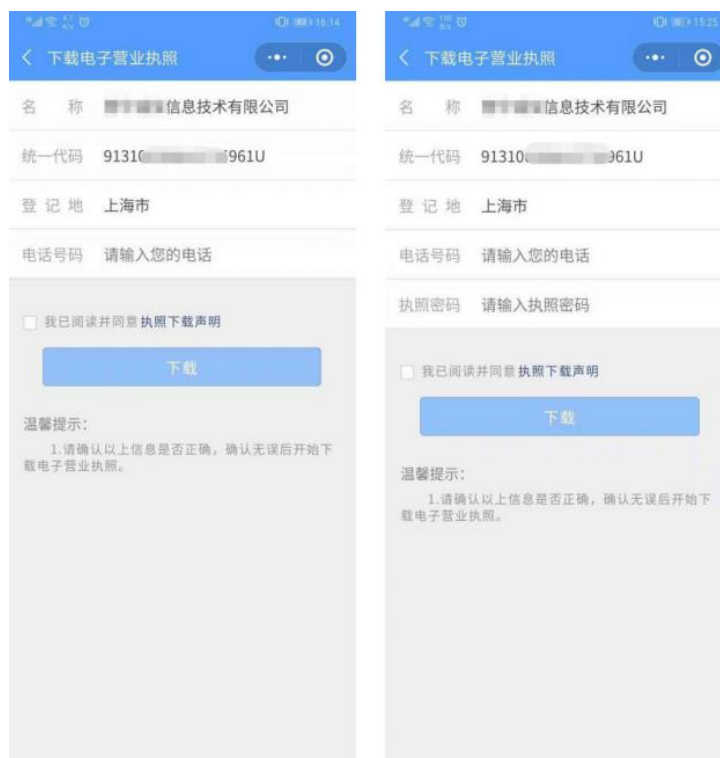 16:14
下载电子营业执照
名 称 信息技术有限公司
统一代码 91310 961U
登记地 上海市
电话号码 请输入您的电话
我已阅读并同意执照下载声明
下载
温馨提示:
1.请确认以上信息是否正确，确认无误后开始下
载电子营业执照。
15:25
下载电子营业执照
名 称 信息技术有限公司
统一代码 91310 961U
登记地 上海市
电话号码 请输入您的电话
执照密码 请输入执照密码
我已阅读并同意执照下载声明
下载
温馨提示:
1.请确认以上信息是否正确，确认无误后开始下
载电子营业执照。